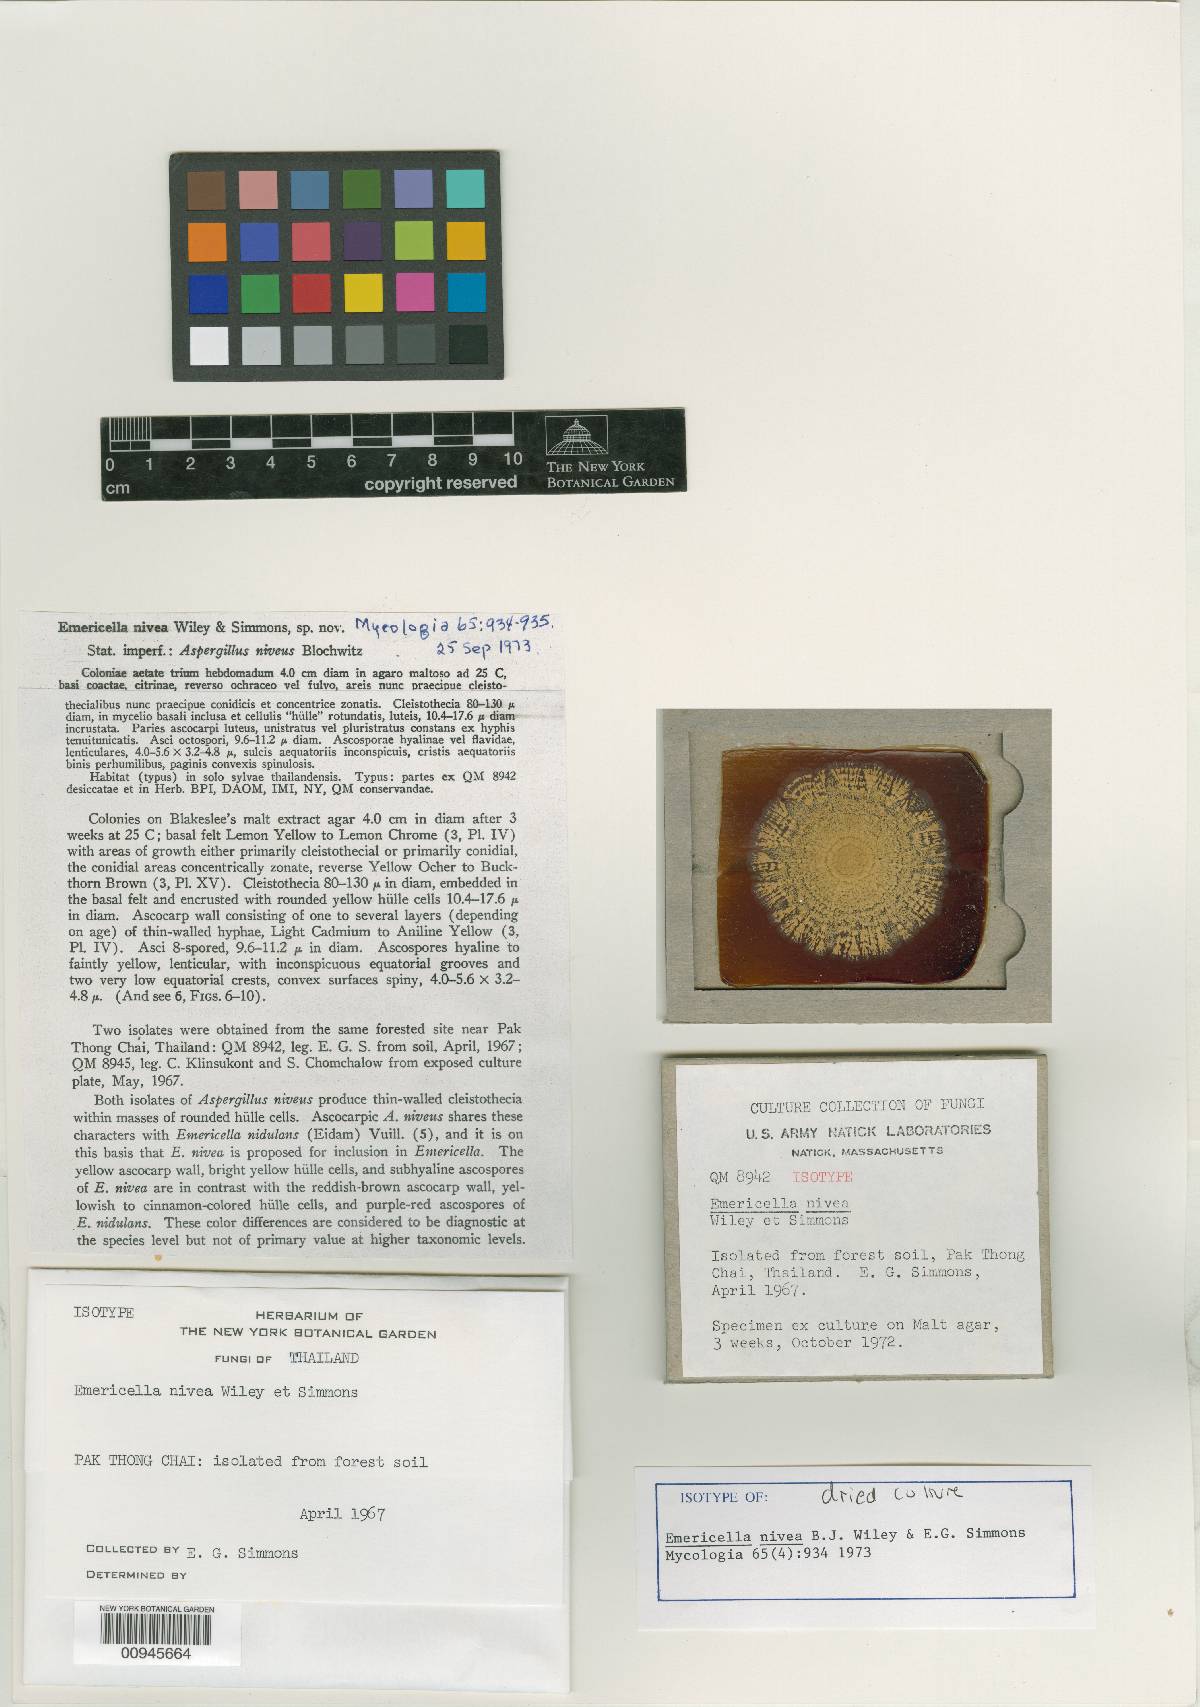 0 1 2 3 4 5 6 7 8 9 10
cm
copyright reserved
THE NEW YORK
BOTANICAL GARDEN
Emericella nivea Wiley & Simmons, sp. nov. Mycologia 65:934-935.
Stat. imperf.: Aspergillus niveus Blochwitz 25 Sep 1973
Coloniae aetate trium hebdomadum 4.0 cm diam in agaro maltoso ad 25 C,
basi coactae, citrinae, reverso ochraceo vel fulvo, areis nunc praecipue cleisto-
thecialibus nunc praecipue conidicis et concentrice zonatis. Cleistothecia 80–130 μ
diam, in mycelio basali inclusa et cellulis "hülle" rotundatis, luteis, 10.4–17.6 μ diam
incrustata. Paries ascocarpi luteus, unistratus vel pluristratus constans ex hyphis
tenuitunicatis. Asci octospori, 9.6–11.2 μ diam. Ascosporae hyalinae vel flavidae,
lenticulares, 4.0–5.6 × 3.2–4.8 μ, sulcis aequatoriis inconspicuis, cristis aequatoriis
binis perhumilibus, paginis convexis spinulosis.
Habitat (typus) in solo sylvae thailandensis. Typus: partes ex QM 8942
desiccatae et in Herb. BPI, DAOM, IMI, NY, QM conservandae.
Colonies on Blakeslee's malt extract agar 4.0 cm in diam after 3
weeks at 25 C; basal felt Lemon Yellow to Lemon Chrome (3, Pl. IV)
with areas of growth either primarily cleistothecial or primarily conidial,
the conidial areas concentrically zonate, reverse Yellow Ocher to Buck-
thorn Brown (3, Pl. XV). Cleistothecia 80–130 μ in diam, embedded in
the basal felt and encrusted with rounded yellow hülle cells 10.4–17.6 μ
in diam. Ascocarp wall consisting of one to several layers (depending
on age) of thin-walled hyphae, Light Cadmium to Aniline Yellow (3,
Pl. IV). Asci 8-spored, 9.6–11.2 μ in diam. Ascospores hyaline to
faintly yellow, lenticular, with inconspicuous equatorial grooves and
two very low equatorial crests, convex surfaces spiny, 4.0–5.6 × 3.2–
4.8 μ. (And see 6, FIGS. 6–10).
Two isolates were obtained from the same forested site near Pak
Thong Chai, Thailand: QM 8942, leg. E. G. S. from soil, April, 1967;
QM 8945, leg. C. Klinsukont and S. Chomchalow from exposed culture
plate, May, 1967.
Both isolates of Aspergillus niveus produce thin-walled cleistothecia
within masses of rounded hülle cells. Ascocarpic A. niveus shares these
characters with Emericella nidulans (Eidam) Vuill. (5), and it is on
this basis that E. nivea is proposed for inclusion in Emericella. The
yellow ascocarp wall, bright yellow hülle cells, and subhyaline ascospores
of E. nivea are in contrast with the reddish-brown ascocarp wall, yel-
lowish to cinnamon-colored hülle cells, and purple-red ascospores of
E. nidulans. These color differences are considered to be diagnostic at
the species level but not of primary value at higher taxonomic levels.
CULTURE COLLECTION OF FUNGI
U.S. ARMY NATICK LABORATORIES
NATICK, MASSACHUSETTS
QM 8942 ISOTYPE
Emericella nivea
Wiley et Simmons
Isolated from forest soil, Pak Thong
Chai, Thailand. E. G. Simmons,
April 1967.
Specimen ex culture on Malt agar,
3 weeks, October 1972.
ISOTYPE
HERBARIUM OF
THE NEW YORK BOTANICAL GARDEN
FUNGI OF THAILAND
Emericella nivea Wiley et Simmons
PAK THONG CHAI: isolated from forest soil
April 1967
COLLECTED BY E. G. Simmons
DETERMINED BY
NEW YORK BOTANICAL GARDEN
00945664
ISOTYPE OF: dried culture
Emericella nivea B.J. Wiley & E.G. Simmons
Mycologia 65(4):934 1973